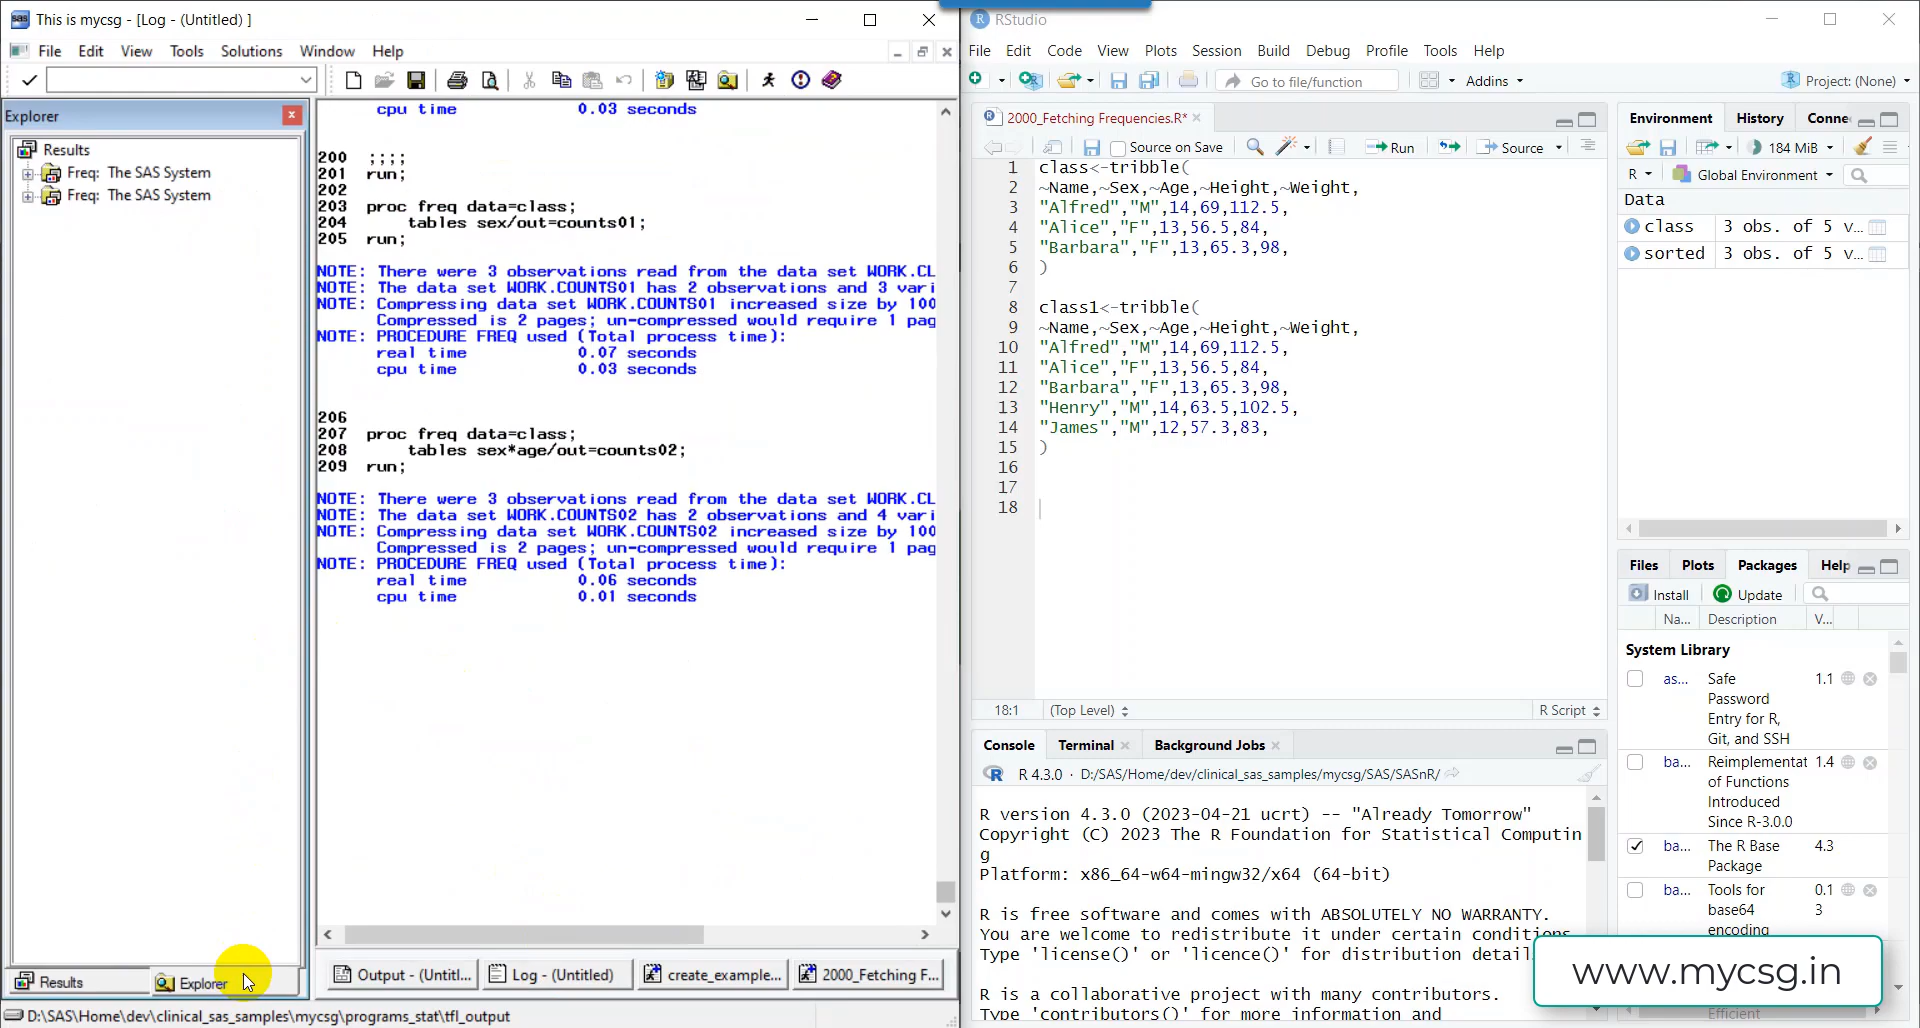 This is mycsg - [Log - (Untitled) ]
File Edit View Tools Solutions Window Help
Explorer
Results
Freq: The SAS System
Freq: The SAS System
cpu time 0.03 seconds
200 ;;;;
201 run;
202
203 proc freq data=class;
204 tables sex/out=counts01;
205 run;
NOTE: There were 3 observations read from the data set WORK.CL
NOTE: The data set WORK.COUNTS01 has 2 observations and 3 vari
NOTE: Compressing data set WORK.COUNTS01 increased size by 100
Compressed is 2 pages; un-compressed would require 1 pag
NOTE: PROCEDURE FREQ used (Total process time):
real time 0.07 seconds
cpu time 0.03 seconds
206
207 proc freq data=class;
208 tables sex*age/out=counts02;
209 run;
NOTE: There were 3 observations read from the data set WORK.CL
NOTE: The data set WORK.COUNTS02 has 2 observations and 4 vari
NOTE: Compressing data set WORK.COUNTS02 increased size by 100
Compressed is 2 pages; un-compressed would require 1 pag
NOTE: PROCEDURE FREQ used (Total process time):
real time 0.06 seconds
cpu time 0.01 seconds
Results Explorer
Output - (Untitl... Log - (Untitled) create_example... 2000_Fetching F...
D:\SAS\Home\dev\clinical_sas_samples\mycsg\programs_stat\tfl_output
RStudio
File Edit Code View Plots Session Build Debug Profile Tools Help
Go to file/function Addins Project: (None)
2000_Fetching Frequencies.R*
Source on Save Run Source
1 class<-tribble(
2 ~Name,~Sex,~Age,~Height,~Weight,
3 "Alfred","M",14,69,112.5,
4 "Alice","F",13,56.5,84,
5 "Barbara","F",13,65.3,98,
6 )
7
8 class1<-tribble(
9 ~Name,~Sex,~Age,~Height,~Weight,
10 "Alfred","M",14,69,112.5,
11 "Alice","F",13,56.5,84,
12 "Barbara","F",13,65.3,98,
13 "Henry","M",14,63.5,102.5,
14 "James","M",12,57.3,83,
15 )
16
17
18
18:1 (Top Level) R Script
Console Terminal Background Jobs
R 4.3.0 · D:/SAS/Home/dev/clinical_sas_samples/mycsg/SAS/SASnR/
R version 4.3.0 (2023-04-21 ucrt) -- "Already Tomorrow"
Copyright (C) 2023 The R Foundation for Statistical Computin
g
Platform: x86_64-w64-mingw32/x64 (64-bit)
R is free software and comes with ABSOLUTELY NO WARRANTY.
You are welcome to redistribute it under certain conditions.
Type 'license()' or 'licence()' for distribution detail
R is a collaborative project with many contributors.
Type 'contributors()' for more information and
Environment History Conne
184 MiB
R Global Environment
Data
class 3 obs. of 5 v...
sorted 3 obs. of 5 v...
Files Plots Packages Help
Install Update
Na... Description V...
System Library
as... Safe 1.1
Password
Entry for R,
Git, and SSH
ba... Reimplementat 1.4
of Functions
Introduced
Since R-3.0.0
ba... The R Base 4.3
Package
ba... Tools for 0.1
base64 3
encoding
www.mycsg.in
Efficient